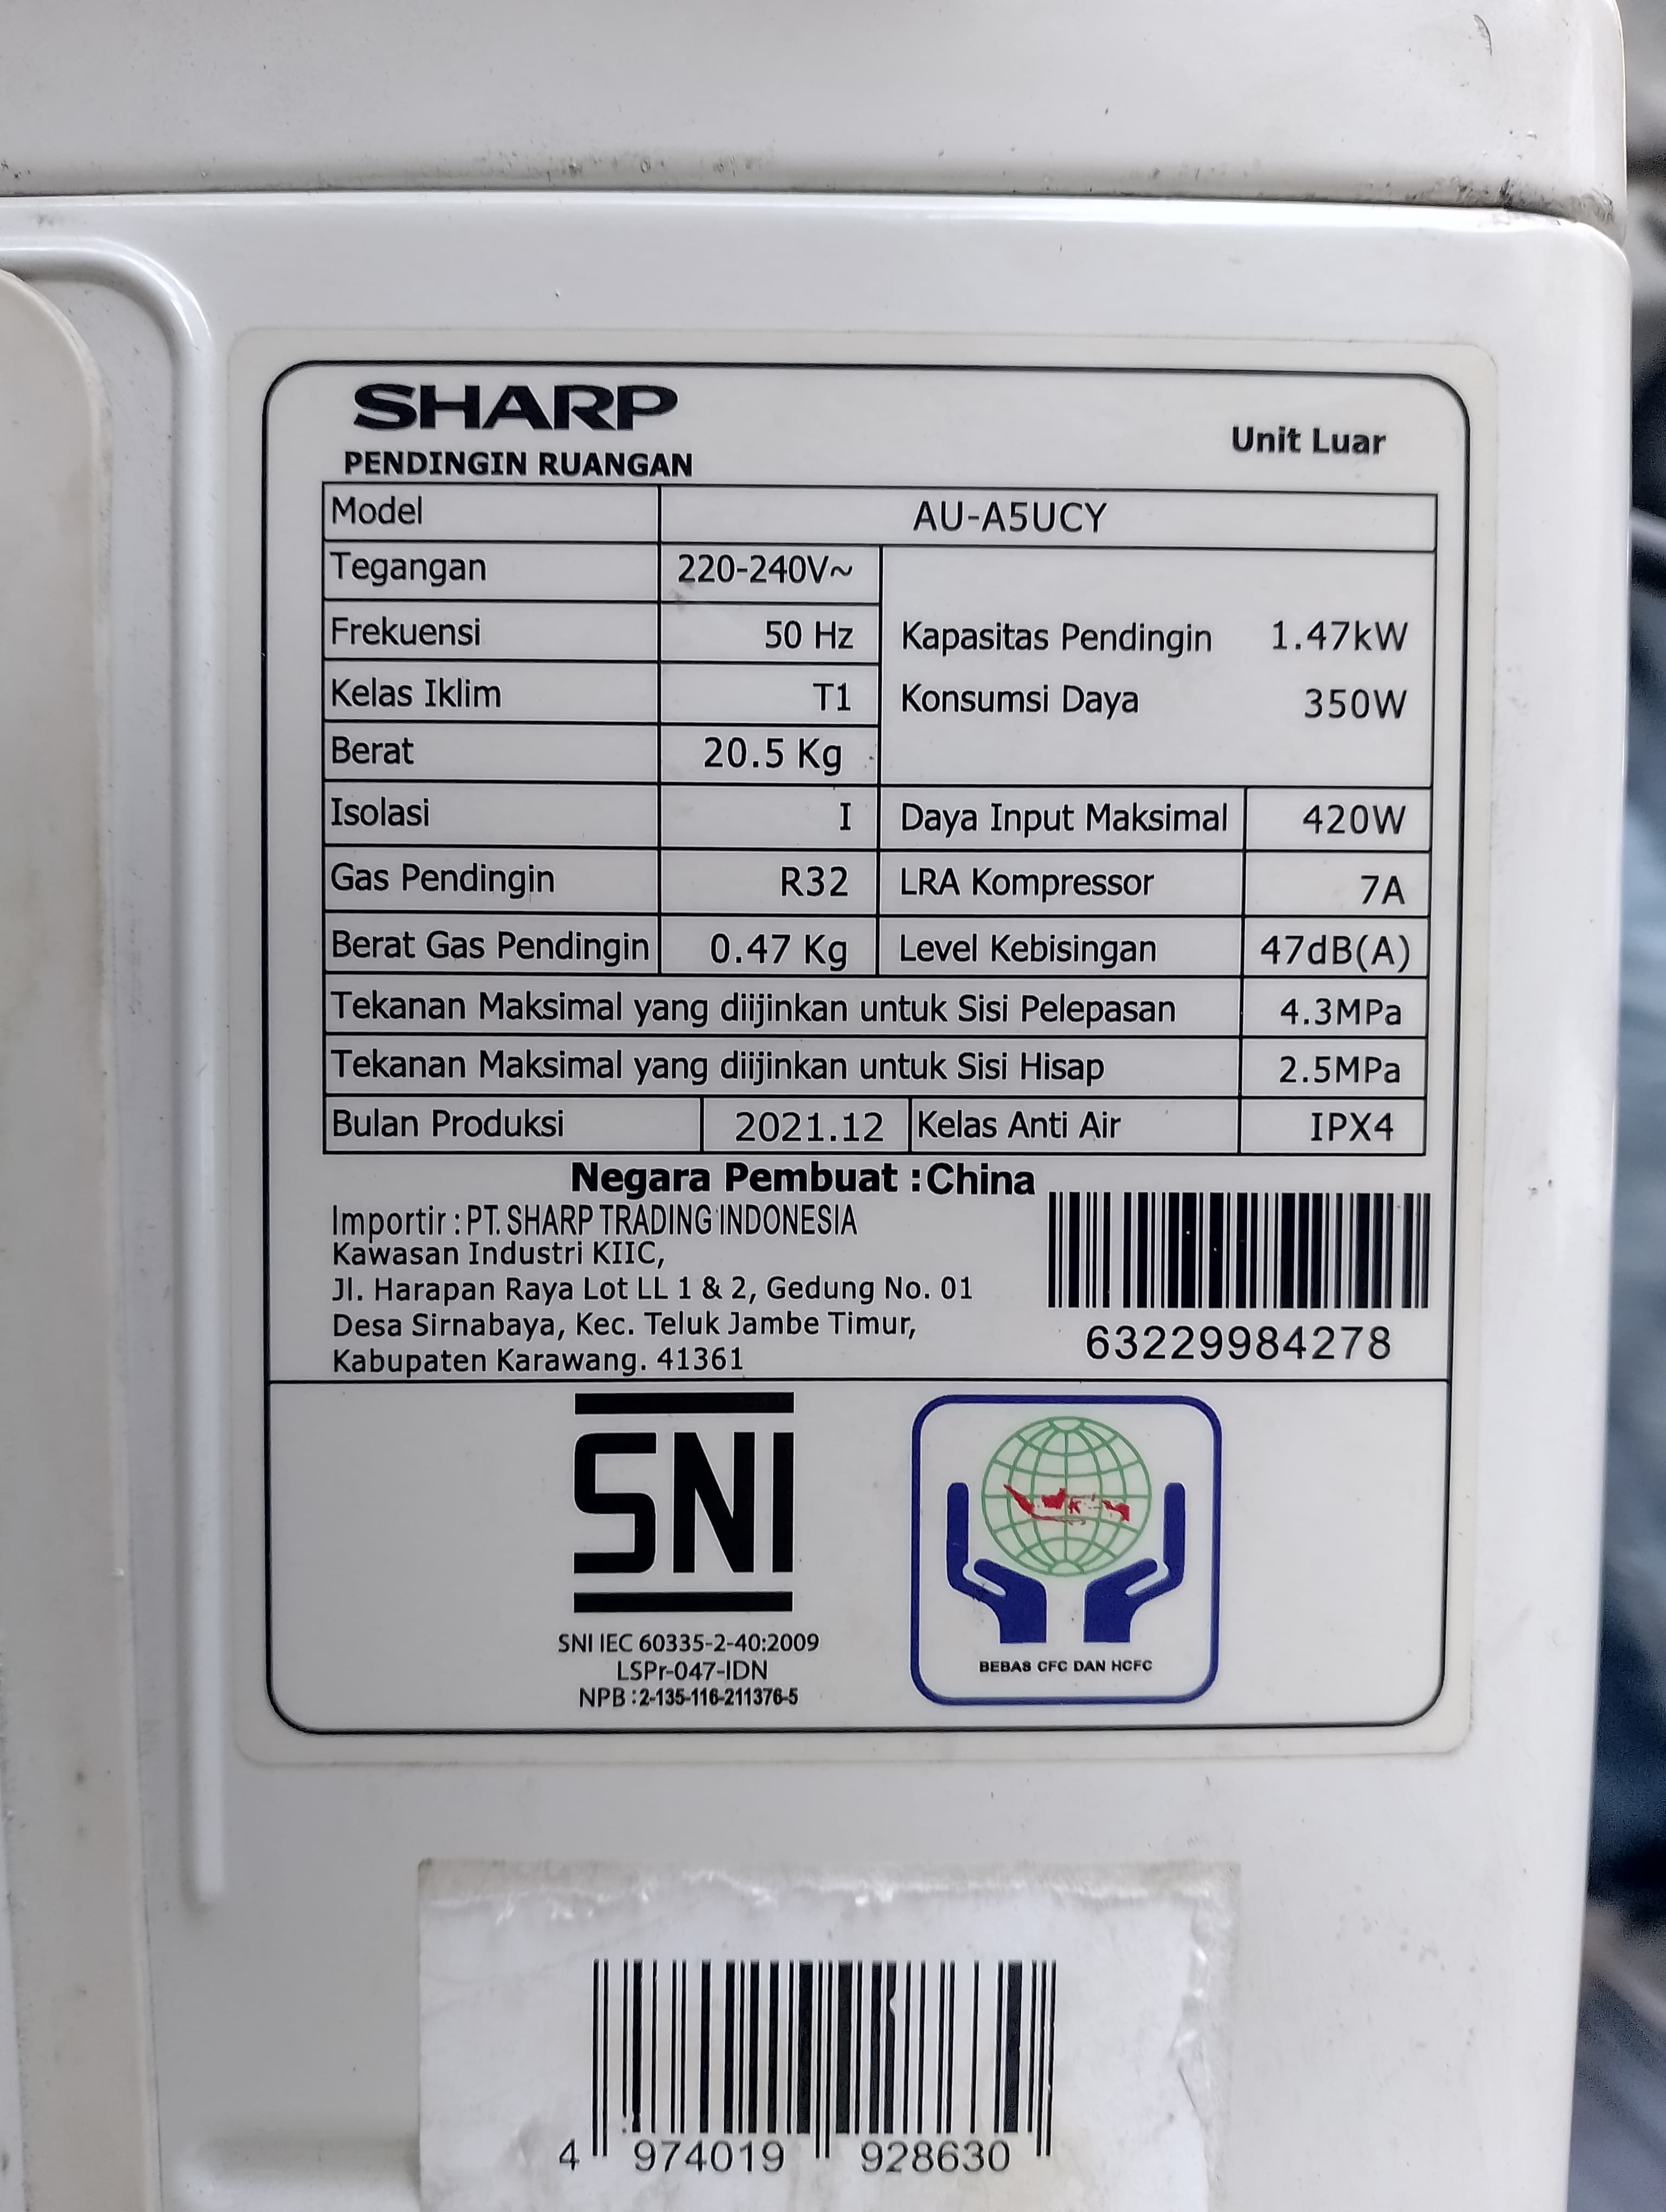 SHARP
PENDINGIN RUANGAN
Unit Luar
Model AU-A5UCY
Tegangan 220-240V~
Frekuensi 50 Hz Kapasitas Pendingin 1.47kW
Kelas Iklim T1 Konsumsi Daya 350W
Berat 20.5 Kg
Isolasi I Daya Input Maksimal 420W
Gas Pendingin R32 LRA Kompressor 7A
Berat Gas Pendingin 0.47 Kg Level Kebisingan 47dB(A)
Tekanan Maksimal yang diijinkan untuk Sisi Pelepasan 4.3MPa
Tekanan Maksimal yang diijinkan untuk Sisi Hisap 2.5MPa
Bulan Produksi 2021.12 Kelas Anti Air IPX4
Negara Pembuat : China
Importir : PT. SHARP TRADING INDONESIA
Kawasan Industri KIIC,
Jl. Harapan Raya Lot LL 1 & 2, Gedung No. 01
Desa Sirnabaya, Kec. Teluk Jambe Timur,
Kabupaten Karawang. 41361
63229984278
SNI
SNI IEC 60335-2-40:2009
LSPr-047-IDN
NPB : 2-135-116-211376-5
BEBAS CFC DAN HCFC
4 974019 928630